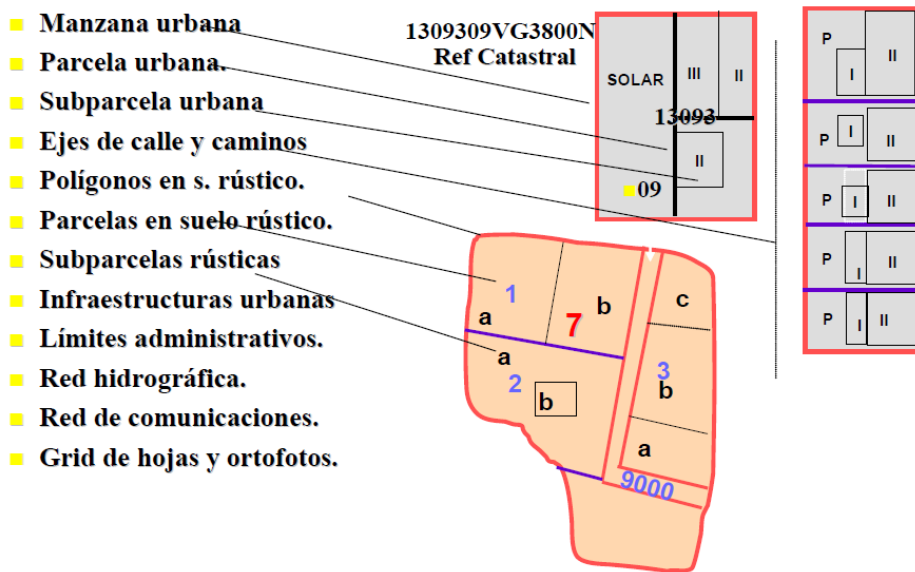 Manzana urbana
Parcela urbana.
Subparcela urbana
Ejes de calle y caminos
Polígonos en s. rústico.
Parcelas en suelo rústico.
Subparcelas rústicas
Infraestructuras urbanas
Límites administrativos.
Red hidrográfica.
Red de comunicaciones.
Grid de hojas y ortofotos.
1309309VG3800N
Ref Catastral
SOLAR III II
13093
II
09
P I II
P I II
P I II
P I II
P I II
1 b c
a 7
a
2 3
b b
a
9000